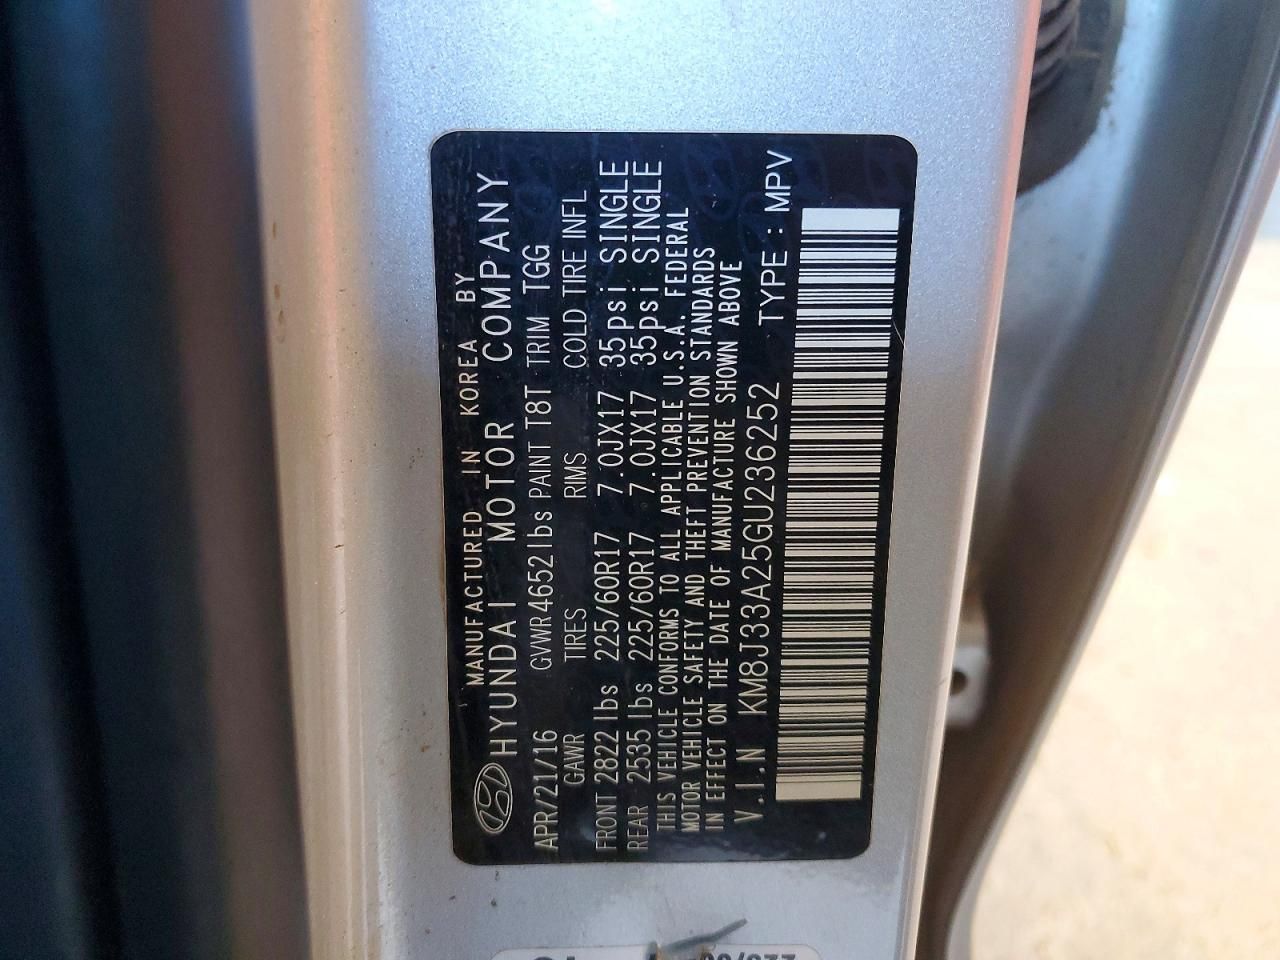 MANUFACTURED IN KOREA BY
HYUNDAI MOTOR COMPANY
APR/21/16 GVWR 4652 lbs PAINT T8T TRIM TGG
GAWR TIRES RIMS COLD TIRE INFL
FRONT 2822 lbs 225/60R17 7.0JX17 35psi SINGLE
REAR 2535 lbs 225/60R17 7.0JX17 35psi SINGLE
THIS VEHICLE CONFORMS TO ALL APPLICABLE U.S.A. FEDERAL
MOTOR VEHICLE SAFETY AND THEFT PREVENTION STANDARDS
IN EFFECT ON THE DATE OF MANUFACTURE SHOWN ABOVE
V.I.N KM8J33A25GU236252 TYPE : MPV